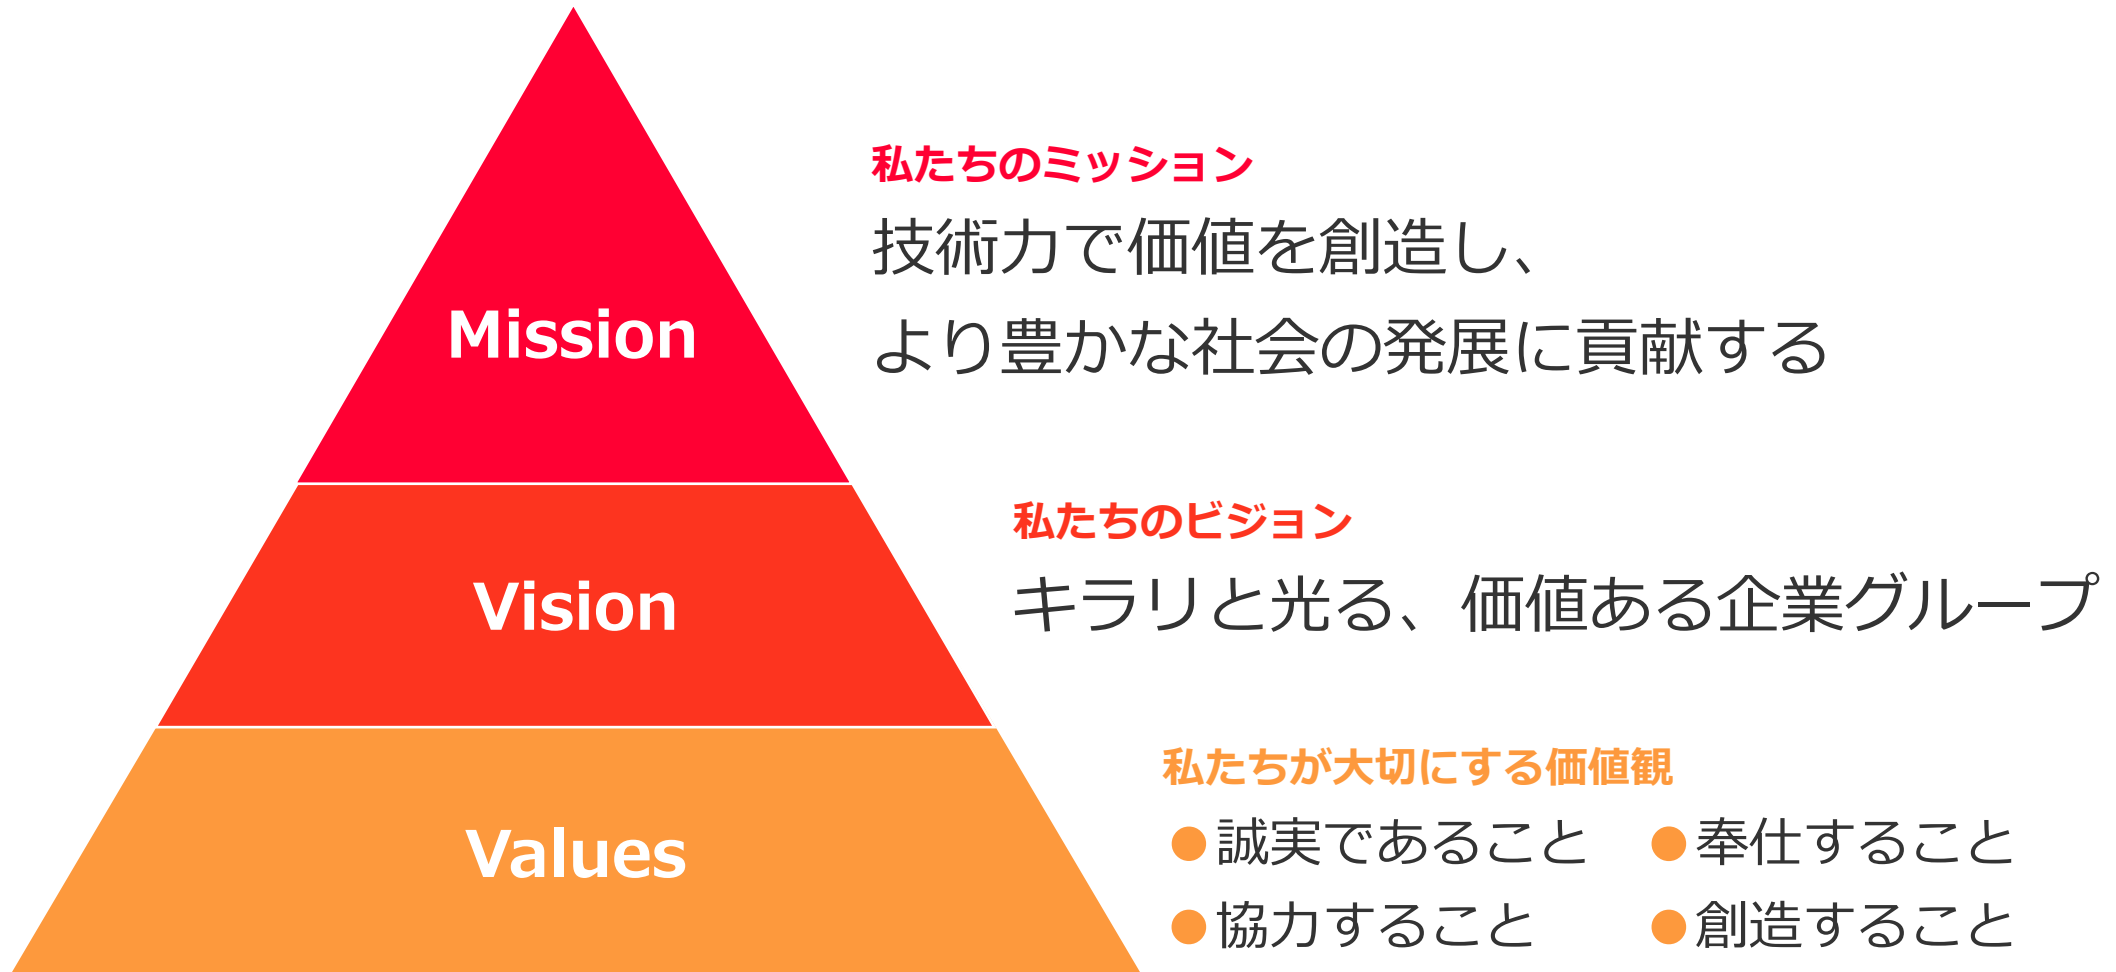 私たちのミッション
技術力で価値を創造し、
より豊かな社会の発展に貢献する
Mission
私たちのビジョン
キラリと光る、価値ある企業グループ
Vision
私たちが大切にする価値観
●誠実であること ●奉仕すること
Values
●協力すること ●創造すること